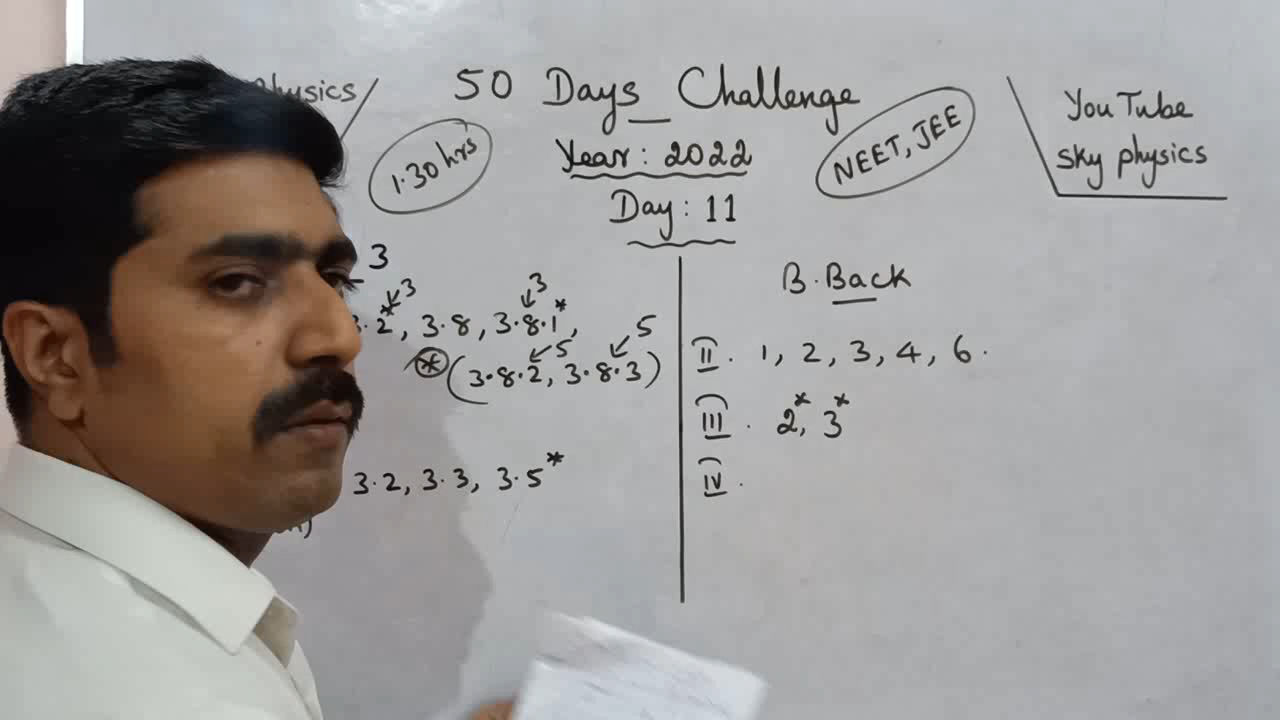 Physics
50 Days Challenge
1.30 hrs
Year: 2022
NEET, JEE
YouTube
Sky physics
Day: 11
3
3 3
3.8, 3.8.1*,
5 5
* (3.8.2, 3.8.3)
3.2, 3.3, 3.5*
B. Back
II. 1, 2, 3, 4, 6.
III. 2*, 3*
IV.